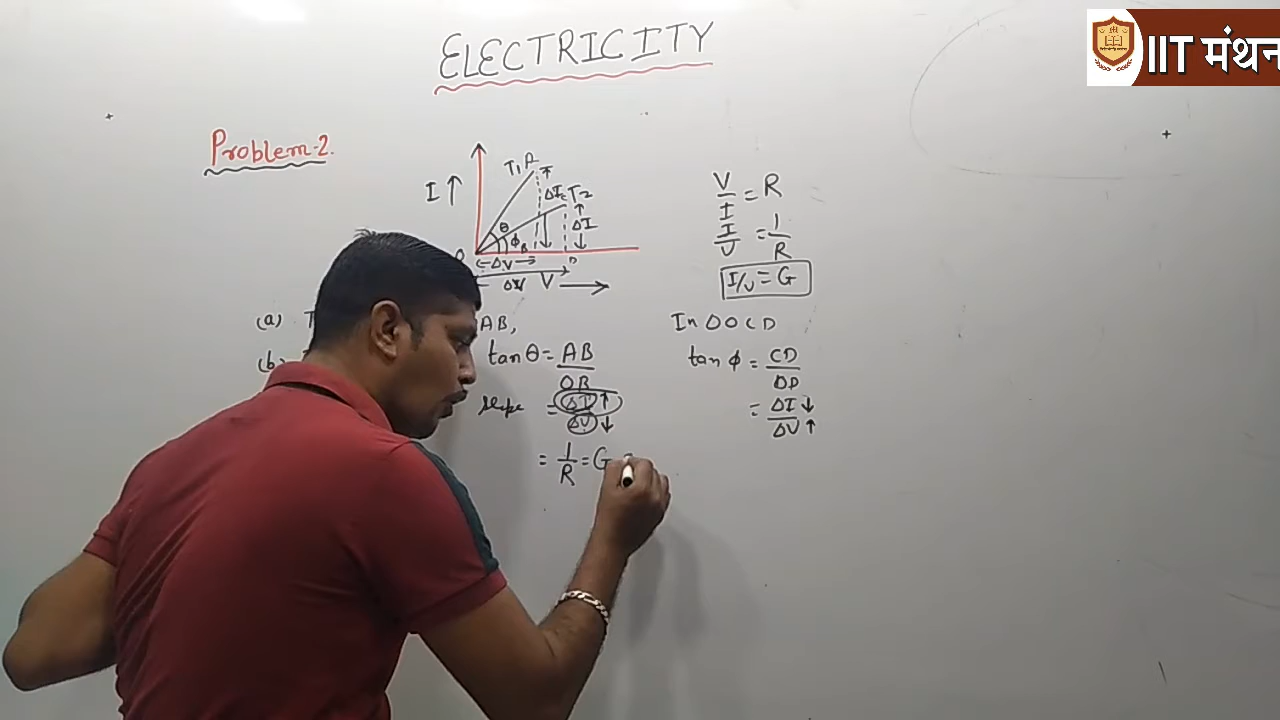 ELECTRICITY
IIT मंथन
Problem-2.
I ↑
T1 A
ΔI
T2
ΔI
θ
ϕ
B
O
ΔV
ΔV
V
V/I = R
I/V = 1/R
I/V = G
(a) T
AB,
In Δ OCD
(b)
tan θ = AB/OB
tan ϕ = CD/OD
slope = ΔI ↑/ΔV ↓
= ΔI ↓/ΔV ↑
= 1/R = G